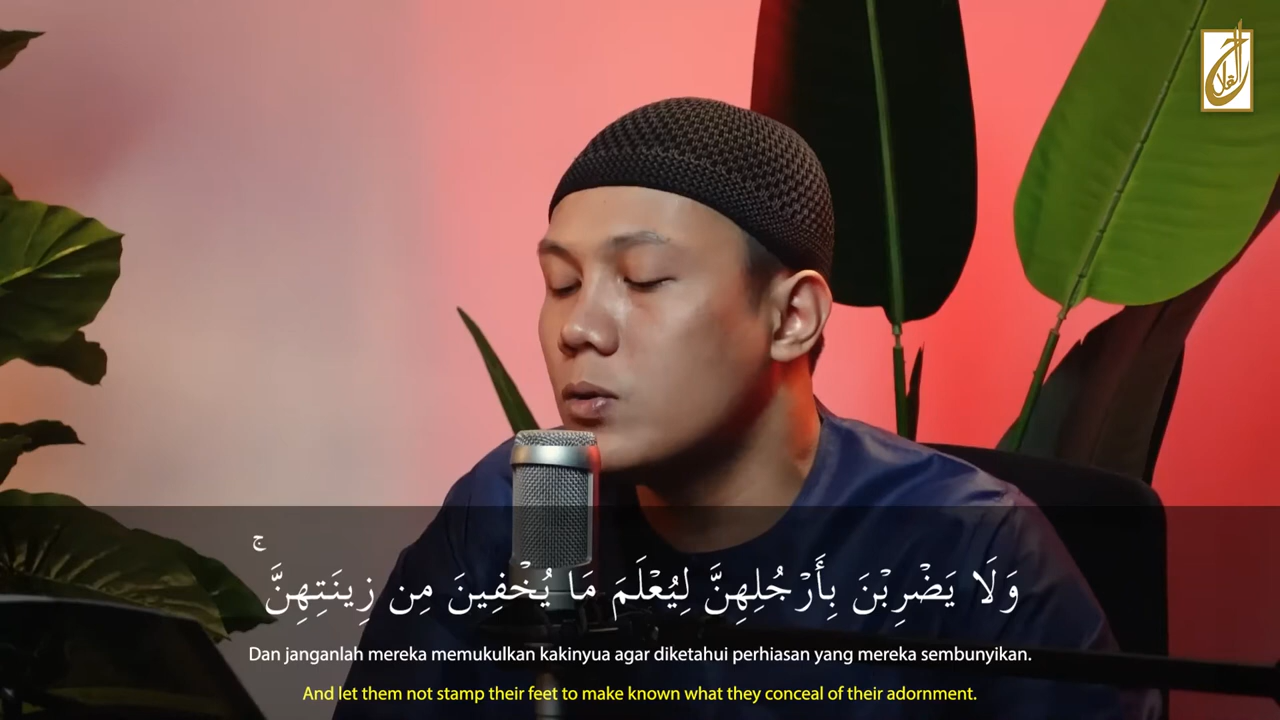 وَلَا يَضْرِبْنَ بِأَرْجُلِهِنَّ لِيُعْلَمَ مَا يُخْفِينَ مِن زِينَتِهِنَّ ۚ
Dan janganlah mereka memukulkan kakinyua agar diketahui perhiasan yang mereka sembunyikan.
And let them not stamp their feet to make known what they conceal of their adornment.